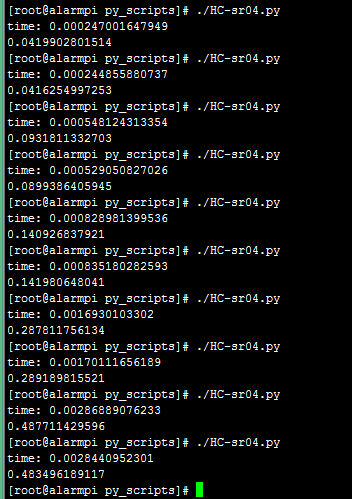 [root@alarmpi py_scripts]# ./HC-sr04.py
time: 0.000247001647949
0.0419902801514
[root@alarmpi py_scripts]# ./HC-sr04.py
time: 0.000244855880737
0.0416254997253
[root@alarmpi py_scripts]# ./HC-sr04.py
time: 0.000548124313354
0.0931811332703
[root@alarmpi py_scripts]# ./HC-sr04.py
time: 0.000529050827026
0.0899386405945
[root@alarmpi py_scripts]# ./HC-sr04.py
time: 0.000828981399536
0.140926837921
[root@alarmpi py_scripts]# ./HC-sr04.py
time: 0.000835180282593
0.141980648041
[root@alarmpi py_scripts]# ./HC-sr04.py
time: 0.0016930103302
0.287811756134
[root@alarmpi py_scripts]# ./HC-sr04.py
time: 0.00170111656189
0.289189815521
[root@alarmpi py_scripts]# ./HC-sr04.py
time: 0.00286889076233
0.487711429596
[root@alarmpi py_scripts]# ./HC-sr04.py
time: 0.0028440952301
0.483496189117
[root@alarmpi py_scripts]#